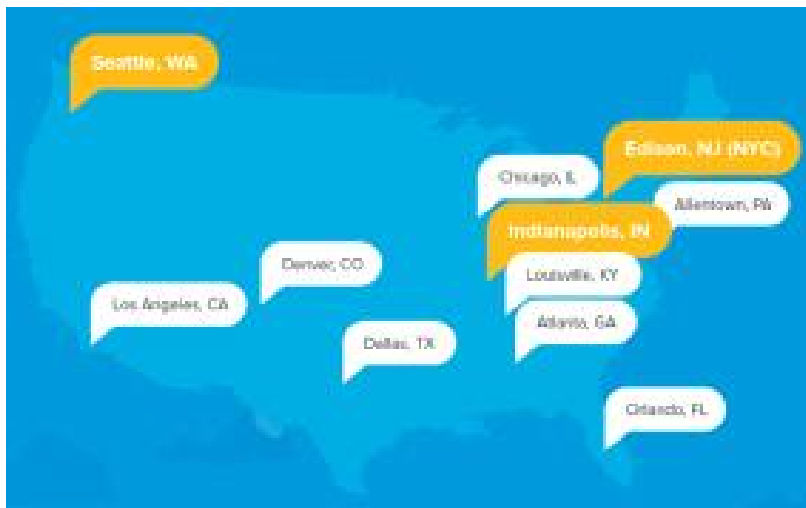 Seattle, WA
Edison, NJ (NYC)
Chicago, IL
Allentown, PA
Indianapolis, IN
Denver, CO
Louisville, KY
Los Angeles, CA
Atlanta, GA
Dallas, TX
Orlando, FL